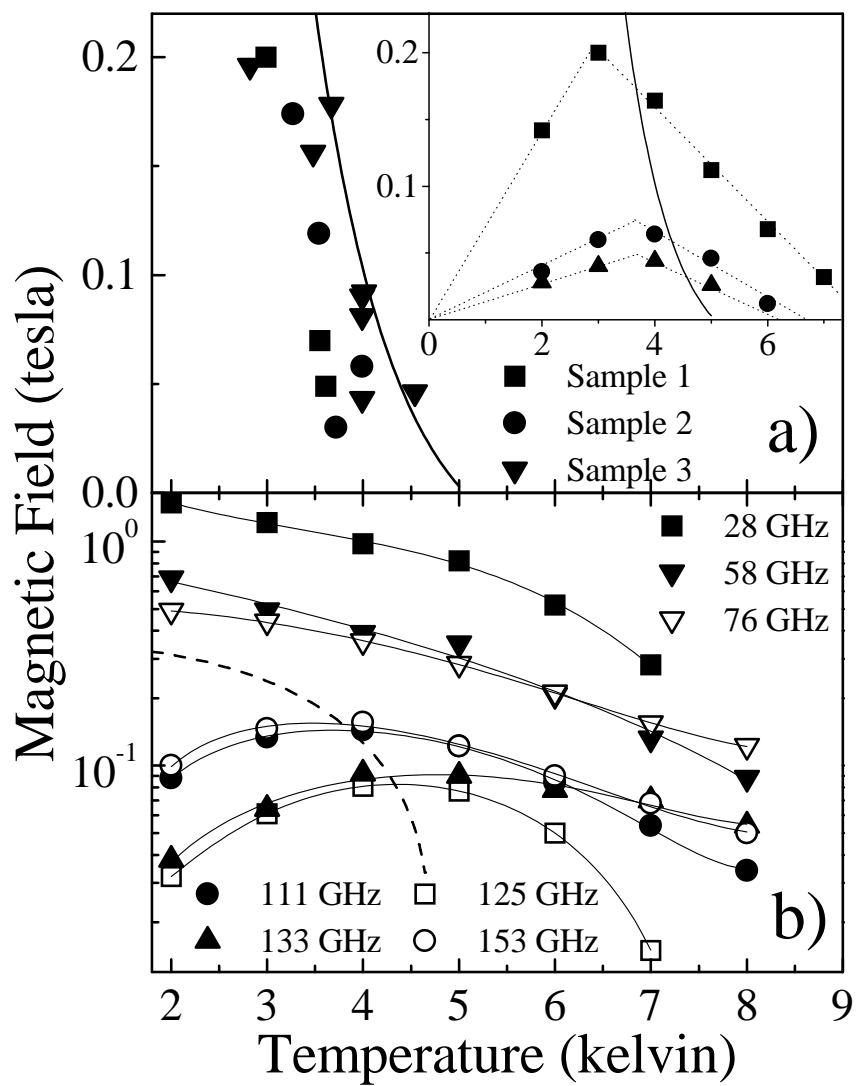 0.2
0.1
0.0
0.2
0.1
0 2 4 6
Sample 1
Sample 2
Sample 3
a)
Magnetic Field (tesla)
10^0
10^-1
28 GHz
58 GHz
76 GHz
111 GHz
125 GHz
133 GHz
153 GHz
b)
2 3 4 5 6 7 8 9
Temperature (kelvin)